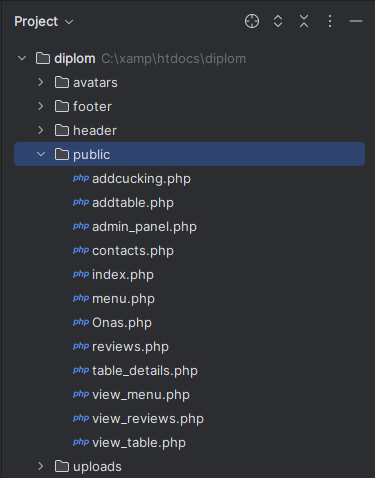 Project
diplom C:\xamp\htdocs\diplom
avatars
footer
header
public
php addcucking.php
php addtable.php
php admin_panel.php
php contacts.php
php index.php
php menu.php
php Onas.php
php reviews.php
php table_details.php
php view_menu.php
php view_reviews.php
php view_table.php
uploads